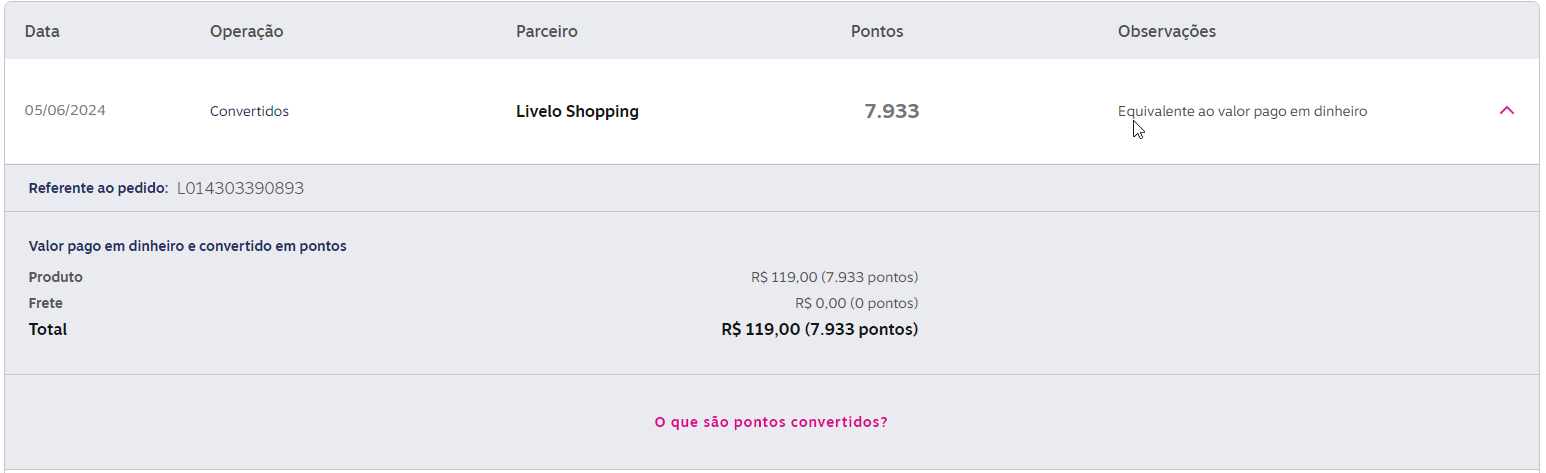 Data Operação Parceiro Pontos Observações
05/06/2024 Convertidos Livelo Shopping 7.933 Equivalente ao valor pago em dinheiro
Referente ao pedido: L014303390893
Valor pago em dinheiro e convertido em pontos
Produto R$ 119,00 (7.933 pontos)
Frete R$ 0,00 (0 pontos)
Total R$ 119,00 (7.933 pontos)
O que são pontos convertidos?